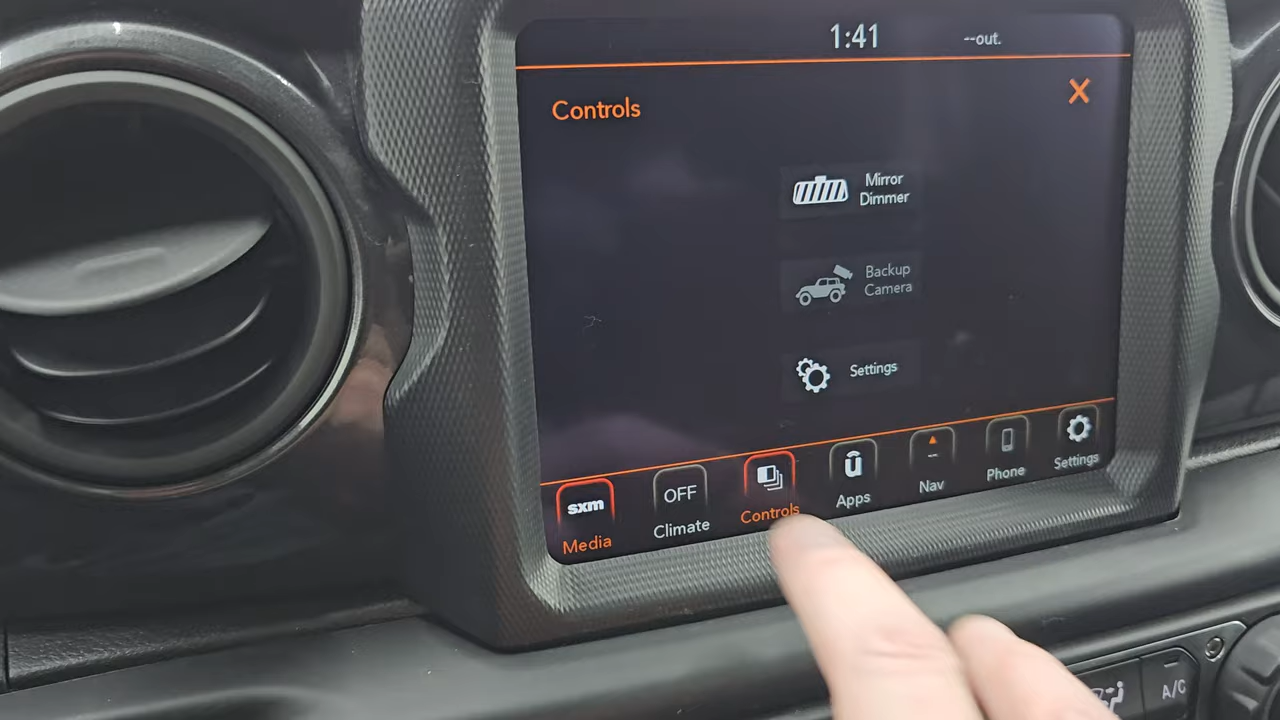 1:41
--out.
Controls
X
Mirror
Dimmer
Backup
Camera
Settings
sxm
Media
OFF
Climate
Controls
Apps
Nav
Phone
Settings
A/C